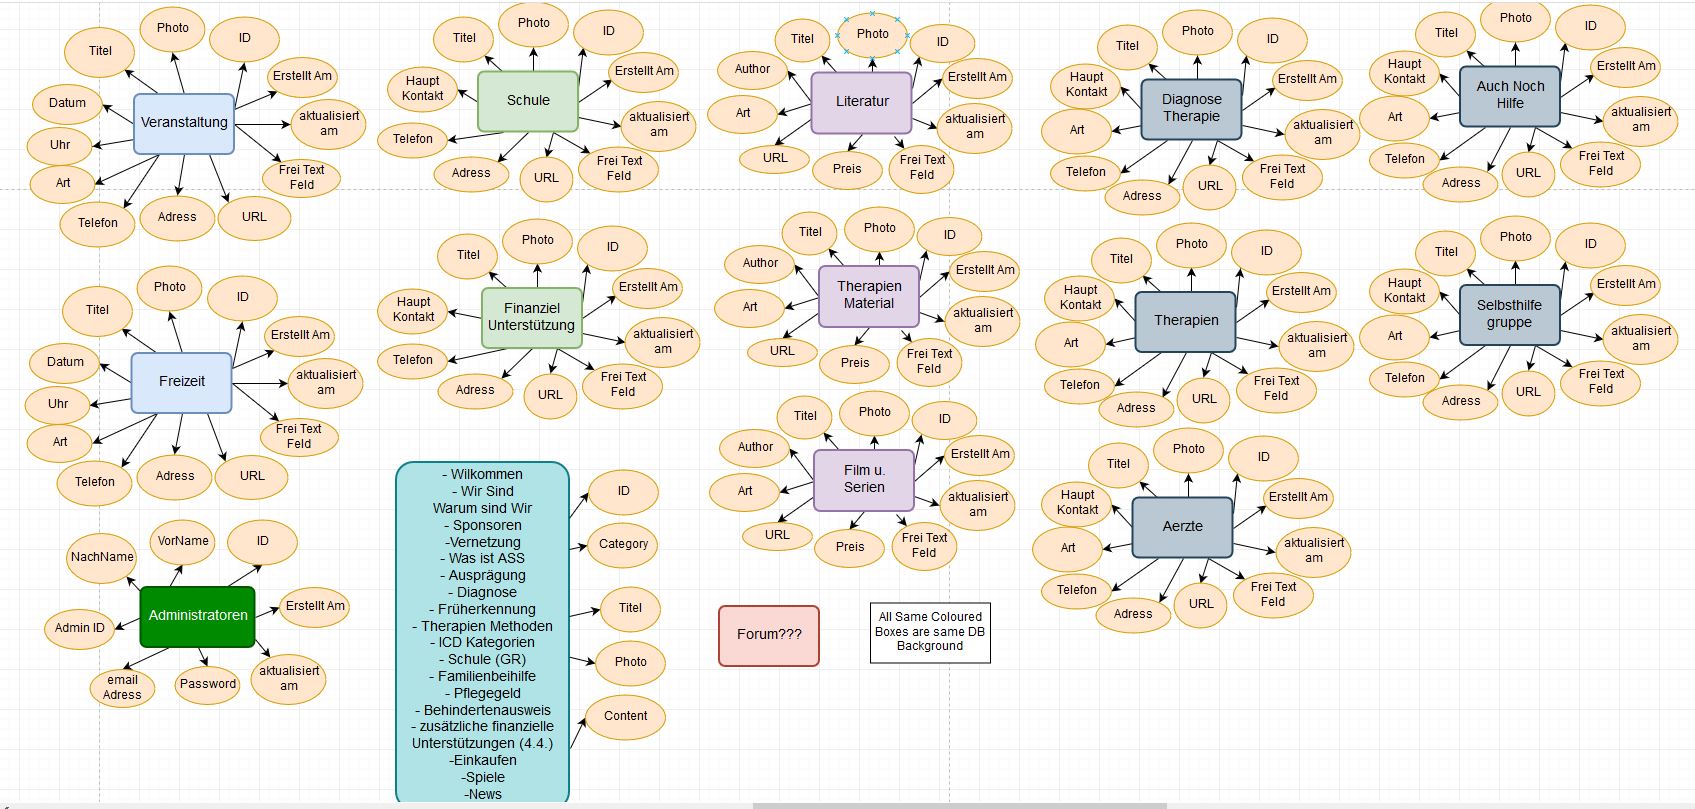 Titel
Photo
ID
Erstellt Am
Datum
Veranstaltung
aktualisiert
am
Uhr
Art
Frei Text
Feld
Telefon
Adress
URL
Titel
Photo
ID
Haupt
Kontakt
Schule
Erstellt Am
Telefon
aktualisiert
am
Adress
URL
Frei Text
Feld
Titel
Photo
ID
Author
Literatur
Erstellt Am
Art
aktualisiert
am
URL
Preis
Frei Text
Feld
Titel
Photo
ID
Haupt
Kontakt
Diagnose
Therapie
Erstellt Am
Art
aktualisiert
am
Telefon
Adress
URL
Frei Text
Feld
Titel
Photo
ID
Haupt
Kontakt
Auch Noch
Hilfe
Erstellt Am
Art
aktualisiert
am
Telefon
Adress
URL
Frei Text
Feld
Titel
Photo
ID
Erstellt Am
Datum
Freizeit
aktualisiert
am
Uhr
Art
Frei Text
Feld
Telefon
Adress
URL
Titel
Photo
ID
Haupt
Kontakt
Finanziel
Unterstützung
Erstellt Am
Telefon
aktualisiert
am
Adress
URL
Frei Text
Feld
Titel
Photo
ID
Author
Therapien
Material
Erstellt Am
Art
aktualisiert
am
URL
Preis
Frei Text
Feld
Titel
Photo
ID
Haupt
Kontakt
Therapien
Erstellt Am
Art
aktualisiert
am
Telefon
Adress
URL
Frei Text
Feld
Titel
Photo
ID
Haupt
Kontakt
Selbsthilfe
gruppe
Erstellt Am
Art
aktualisiert
am
Telefon
Adress
URL
Frei Text
Feld
Titel
Photo
ID
Author
Film u.
Serien
Erstellt Am
Art
aktualisiert
am
URL
Preis
Frei Text
Feld
Titel
Photo
ID
Haupt
Kontakt
Aerzte
Erstellt Am
Art
aktualisiert
am
Telefon
Adress
URL
Frei Text
Feld
NachName
VorName
ID
Administratoren
Erstellt Am
Admin ID
email
Adress
Password
aktualisiert
am
- Wilkommen
- Wir Sind
Warum sind Wir
- Sponsoren
-Vernetzung
- Was ist ASS
- Ausprägung
- Diagnose
- Früherkennung
- Therapien Methoden
- ICD Kategorien
- Schule (GR)
- Familienbeihilfe
- Pflegegeld
- Behindertenausweis
- zusätzliche finanzielle
Unterstützungen (4.4.)
-Einkaufen
-Spiele
-News
ID
Category
Titel
Photo
Content
Forum???
All Same Coloured
Boxes are same DB
Background